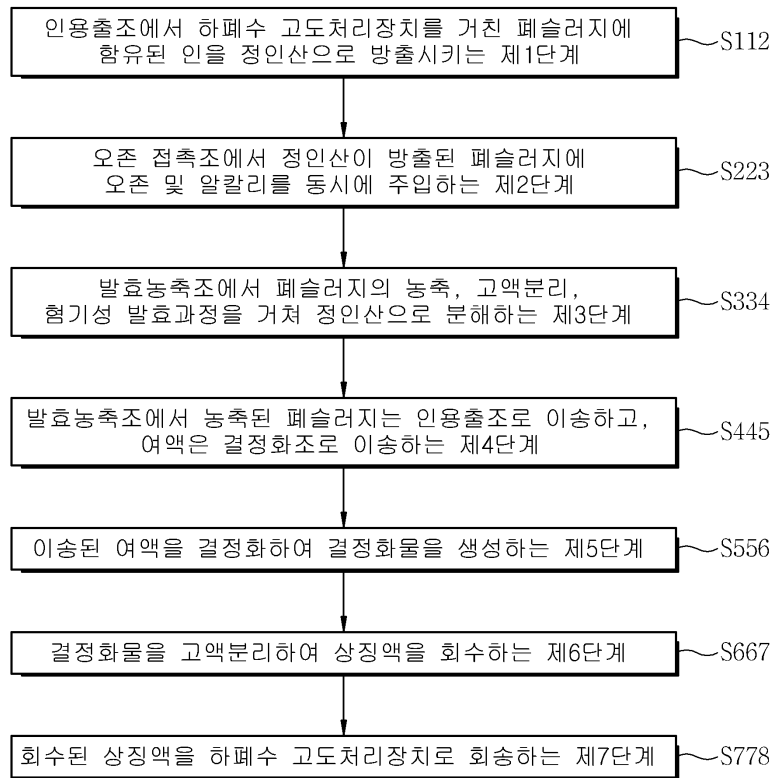 인용출조에서 하폐수 고도처리장치를 거친 폐슬러지에
함유된 인을 정인산으로 방출시키는 제1단계
S112
오존 접촉조에서 정인산이 방출된 폐슬러지에
오존 및 알칼리를 동시에 주입하는 제2단계
S223
발효농축조에서 폐슬러지의 농축, 고액분리,
혐기성 발효과정을 거쳐 정인산으로 분해하는 제3단계
S334
발효농축조에서 농축된 폐슬러지는 인용출조로 이송하고,
여액은 결정화조로 이송하는 제4단계
S445
이송된 여액을 결정화하여 결정화물을 생성하는 제5단계
S556
결정화물을 고액분리하여 상징액을 회수하는 제6단계
S667
회수된 상징액을 하폐수 고도처리장치로 회송하는 제7단계
S778